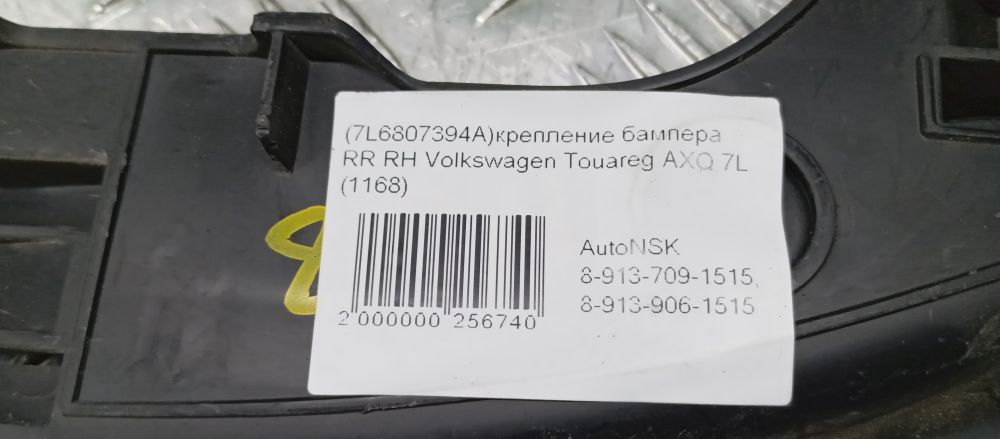 (7L6807394A)крепление бампера
RR RH Volkswagen Touareg AXQ 7L
(1168)
2 000000 256740
AutoNSK
8-913-709-1515,
8-913-906-1515